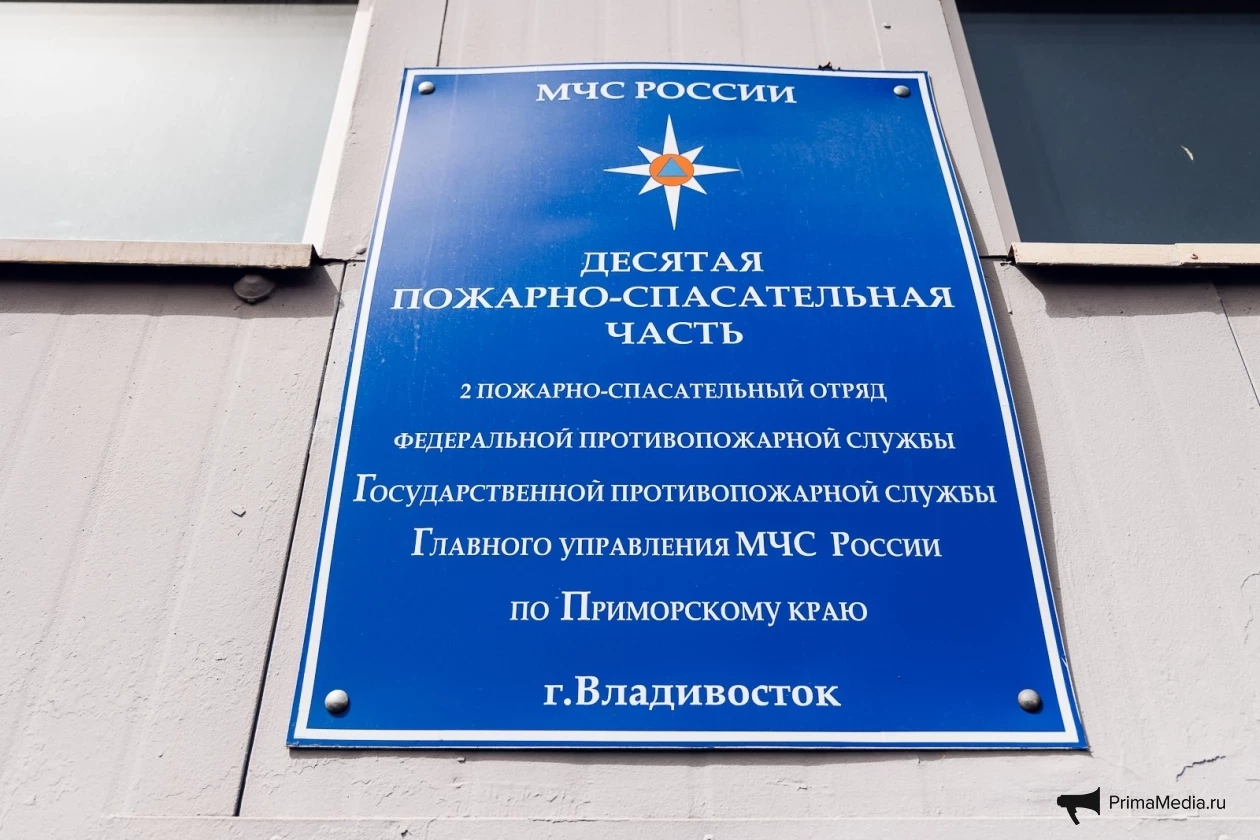 МЧС РОССИИ
ДЕСЯТАЯ
ПОЖАРНО-СПАСАТЕЛЬНАЯ
ЧАСТЬ
2 ПОЖАРНО-СПАСАТЕЛЬНЫЙ ОТРЯД
ФЕДЕРАЛЬНОЙ ПРОТИВОПОЖАРНОЙ СЛУЖБЫ
ГОСУДАРСТВЕННОЙ ПРОТИВОПОЖАРНОЙ СЛУЖБЫ
ГЛАВНОГО УПРАВЛЕНИЯ МЧС РОССИИ
ПО ПРИМОРСКОМУ КРАЮ
г.Владивосток
PrimaMedia.ru